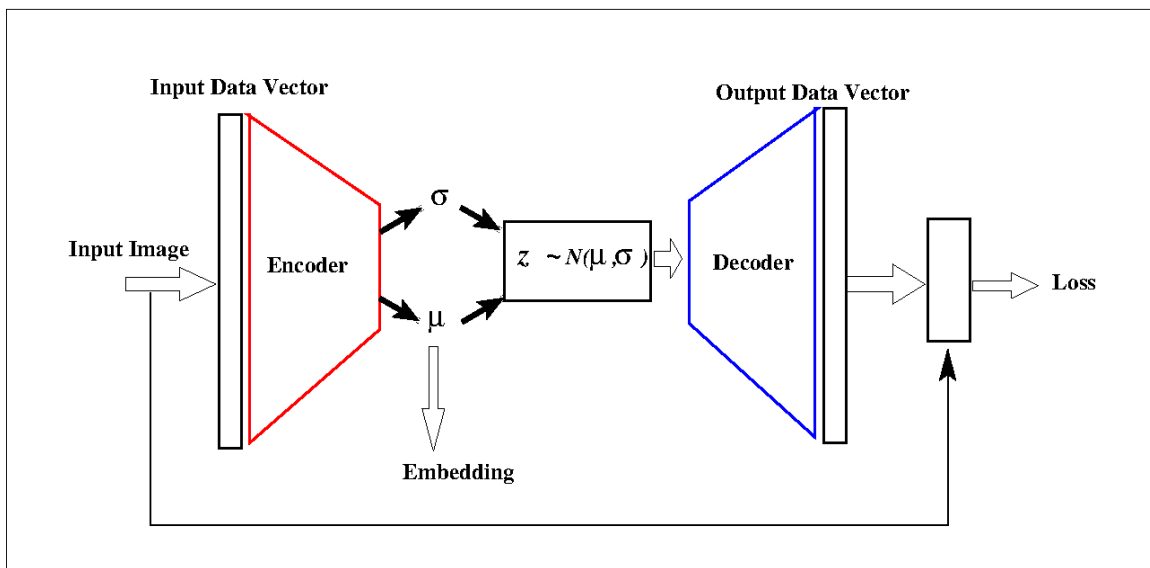 Input Data Vector
Output Data Vector
σ
Input Image
Encoder
z ~ N(μ,σ)
Decoder
Loss
μ
Embedding